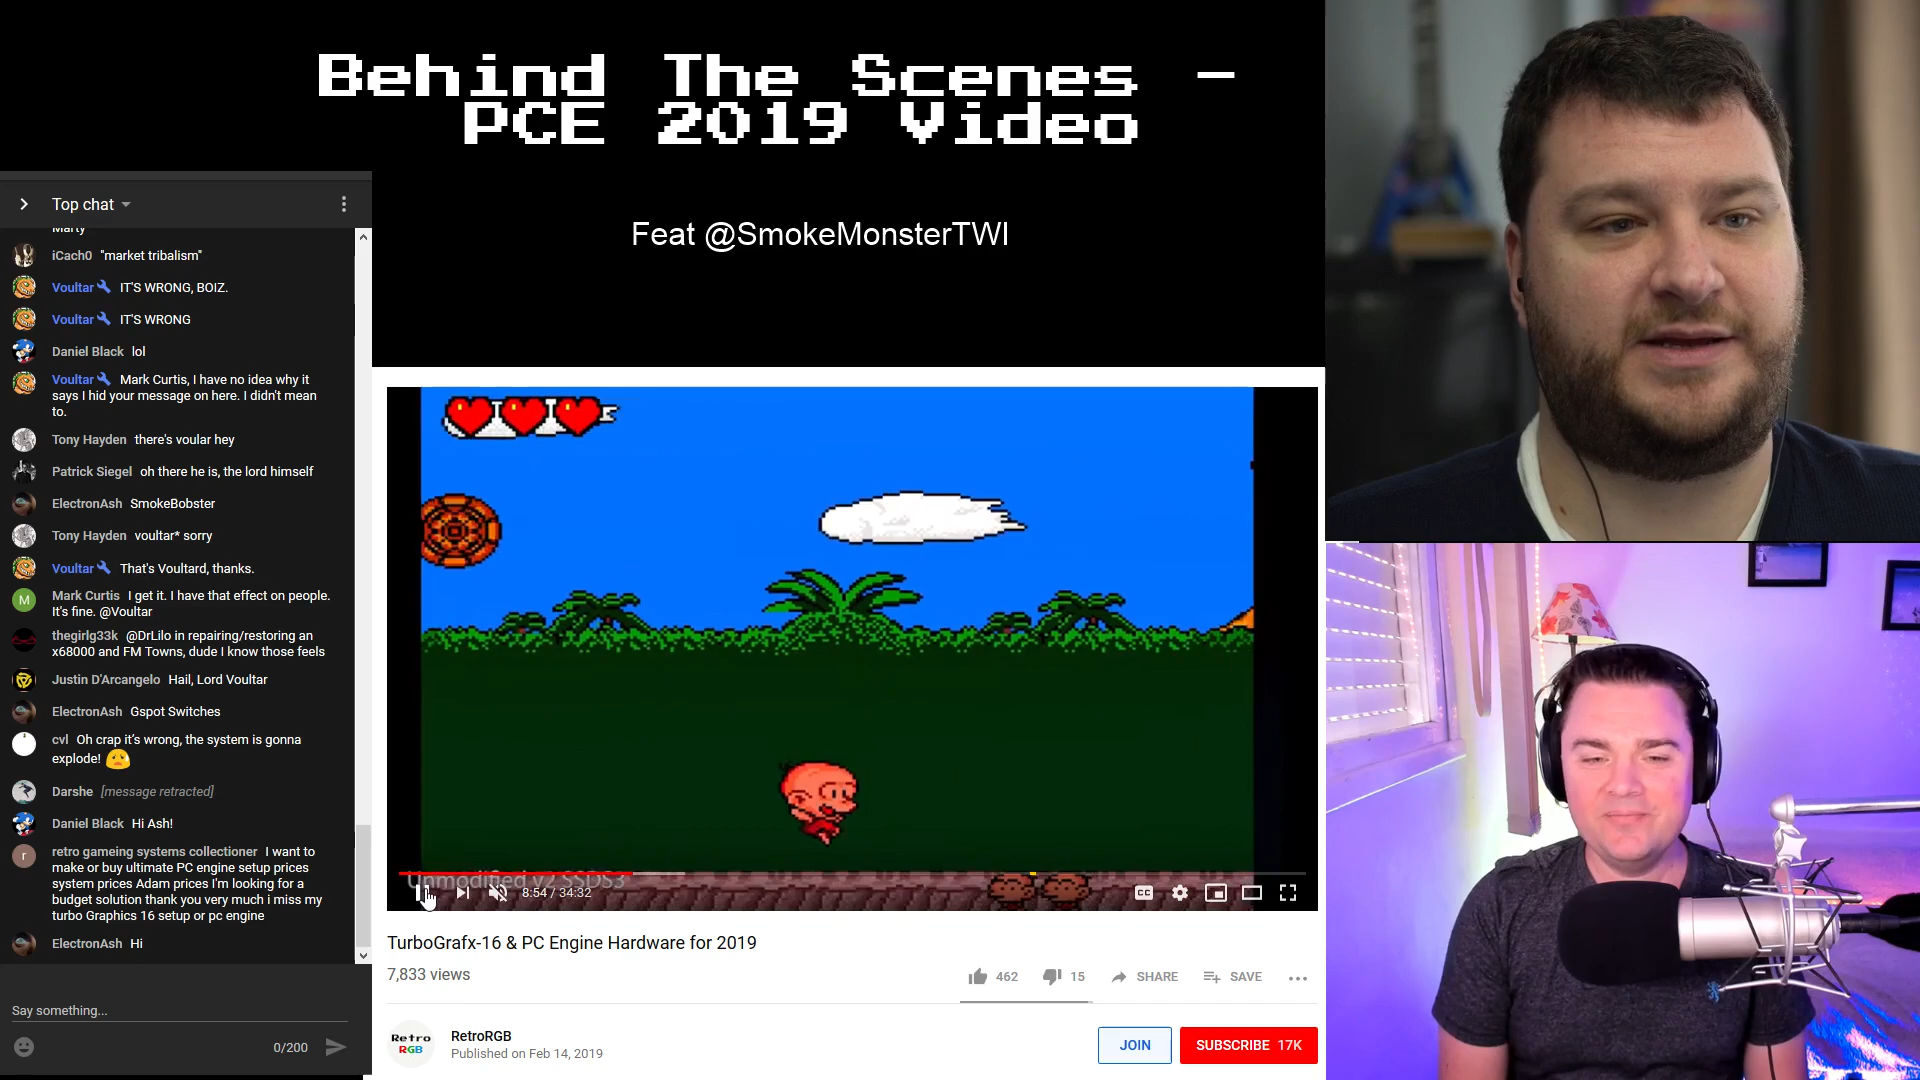 Behind The Scenes -
PCE 2019 Video
Feat @SmokeMonsterTWI
Top chat
Marty
iCach0 "market tribalism"
Voultar IT'S WRONG, BOIZ.
Voultar IT'S WRONG
Daniel Black lol
Voultar Mark Curtis, I have no idea why it
says I hid your message on here. I didn't mean
to.
Tony Hayden there's voular hey
Patrick Siegel oh there he is, the lord himself
ElectronAsh SmokeBobster
Tony Hayden voultar* sorry
Voultar That's Voultard, thanks.
M
Mark Curtis I get it. I have that effect on people.
It's fine. @Voultar
thegirlg33k @DrLilo in repairing/restoring an
x68000 and FM Towns, dude I know those feels
Justin D'Arcangelo Hail, Lord Voultar
ElectronAsh Gspot Switches
cvl Oh crap it's wrong, the system is gonna
explode!
Darshe [message retracted]
Daniel Black Hi Ash!
r
retro gameing systems collectioner I want to
make or buy ultimate PC engine setup prices
system prices Adam prices I'm looking for a
budget solution thank you very much i miss my
turbo Graphics 16 setup or pc engine
ElectronAsh Hi
Say something...
0/200
Unmodified v2 SSDS3
8:54 / 34:32
CC
TurboGrafx-16 & PC Engine Hardware for 2019
7,833 views
462
15
SHARE
SAVE
Retro
RGB
RetroRGB
Published on Feb 14, 2019
JOIN
SUBSCRIBE 17K